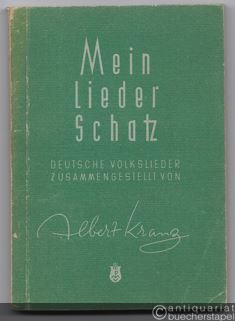 Mein
Lieder
Schatz
DEUTSCHE VOLKSLIEDER
ZUSAMMENGESTELLT VON
Albert Kranz
antiquariat
buecherstapel